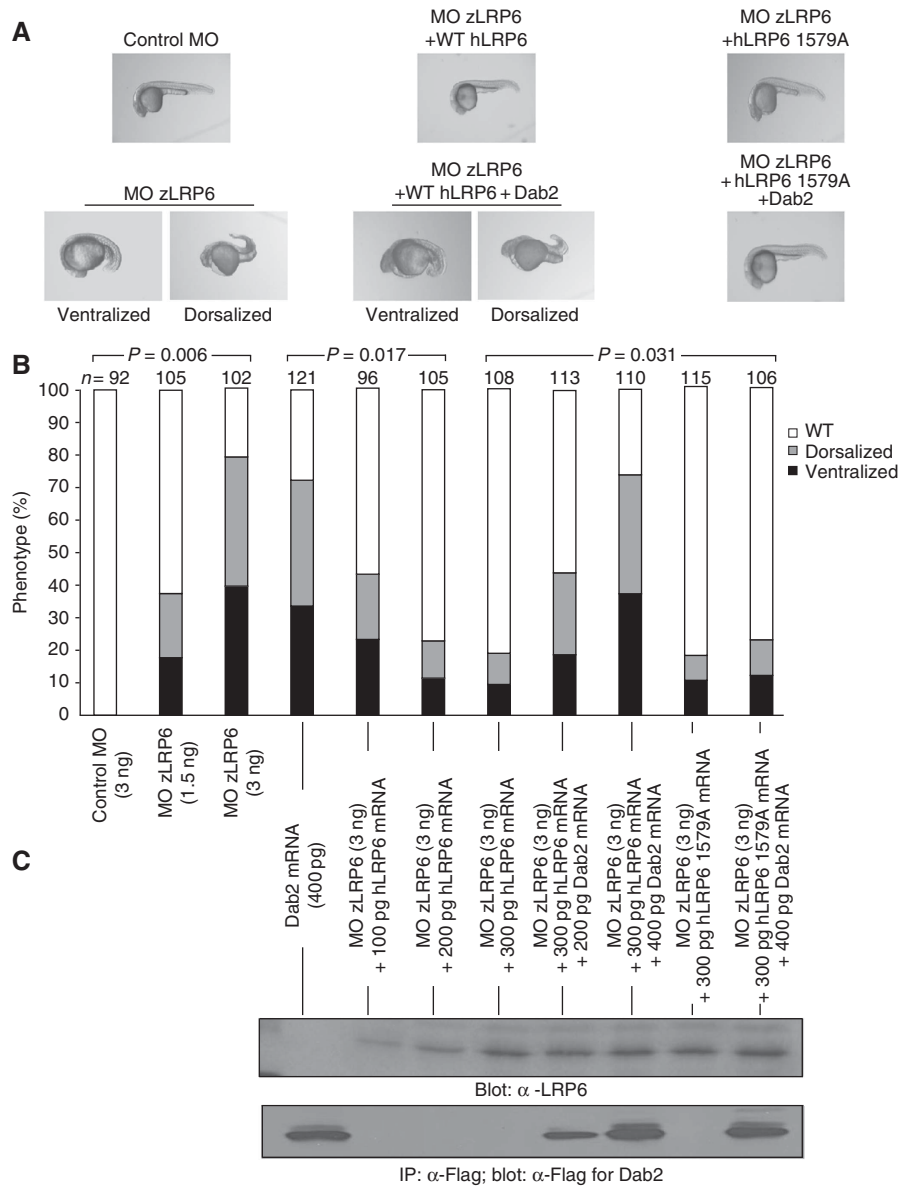 A
Control MO
MO zLRP6
+WT hLRP6
MO zLRP6
+hLRP6 1579A
MO zLRP6
Ventralized
Dorsalized
MO zLRP6
+WT hLRP6 + Dab2
Ventralized
Dorsalized
MO zLRP6
+ hLRP6 1579A
+Dab2
B
P = 0.006
P = 0.017
P = 0.031
n= 92
105
102
121
96
105
108
113
110
115
106
Phenotype (%)
100
90
80
70
60
50
40
30
20
10
0
WT
Dorsalized
Ventralized
Control MO
(3 ng)
MO zLRP6
(1.5 ng)
MO zLRP6
(3 ng)
Dab2 mRNA
(400 pg)
MO zLRP6 (3 ng)
+ 100 pg hLRP6 mRNA
MO zLRP6 (3 ng)
+ 200 pg hLRP6 mRNA
MO zLRP6 (3 ng)
+ 300 pg hLRP6 mRNA
MO zLRP6 (3 ng)
+ 300 pg hLRP6 mRNA
+ 200 pg Dab2 mRNA
MO zLRP6 (3 ng)
+ 300 pg hLRP6 mRNA
+ 400 pg Dab2 mRNA
MO zLRP6 (3 ng)
+ 300 pg hLRP6 1579A mRNA
MO zLRP6 (3 ng)
+ 300 pg hLRP6 1579A mRNA
+ 400 pg Dab2 mRNA
C
Blot: α -LRP6
IP: α-Flag; blot: α-Flag for Dab2